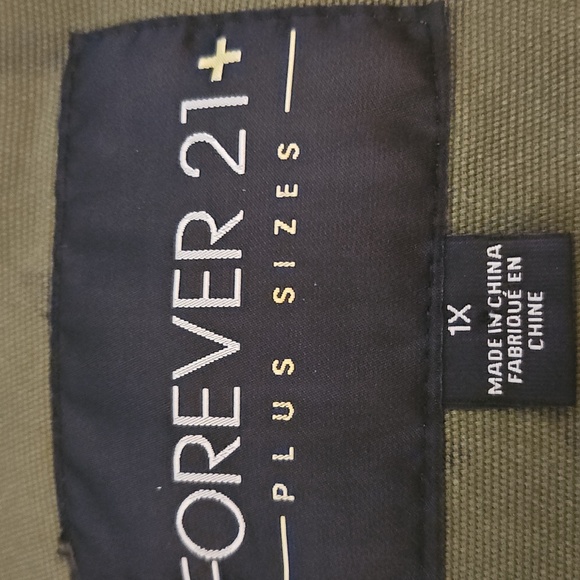 FOREVER 21+
PLUS SIZES
1X
MADE IN CHINA
FABRIQUÉ EN
CHINE